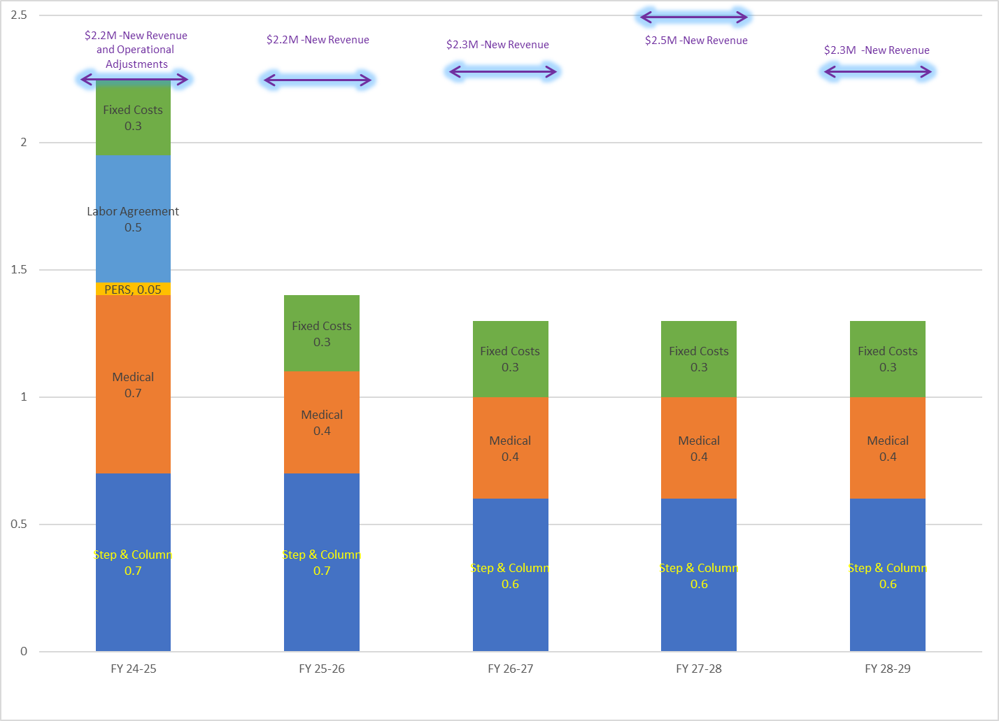 2.5
2
1.5
1
0.5
0
$2.2M -New Revenue
and Operational
Adjustments
Fixed Costs
0.3
Labor Agreement
0.5
PERS, 0.05
Medical
0.7
Step & Column
0.7
FY 24-25
$2.2M -New Revenue
Fixed Costs
0.3
Medical
0.4
Step & Column
0.7
FY 25-26
$2.3M -New Revenue
Fixed Costs
0.3
Medical
0.4
Step & Column
0.6
FY 26-27
$2.5M -New Revenue
Fixed Costs
0.3
Medical
0.4
Step & Column
0.6
FY 27-28
$2.3M  -New Revenue
Fixed Costs
0.3
Medical
0.4
Step & Column
0.6
FY 28-29